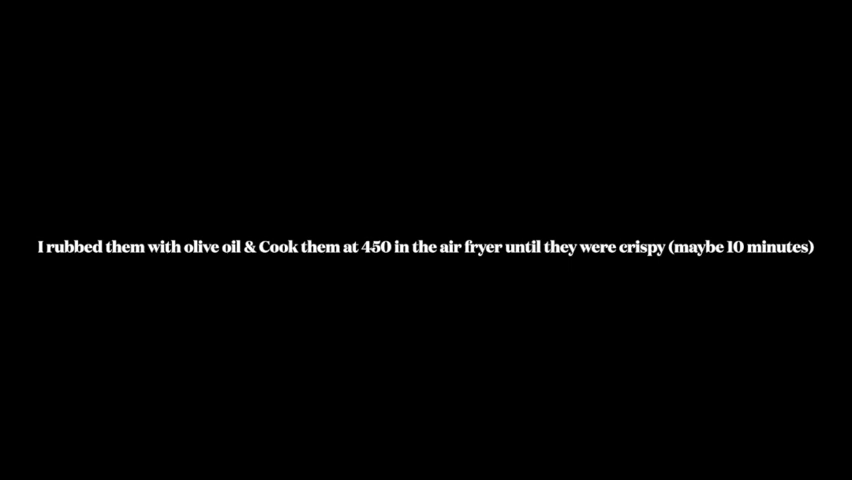 I rubbed them with olive oil & Cook them at 450 in the air fryer until they were crispy (maybe 10 minutes)